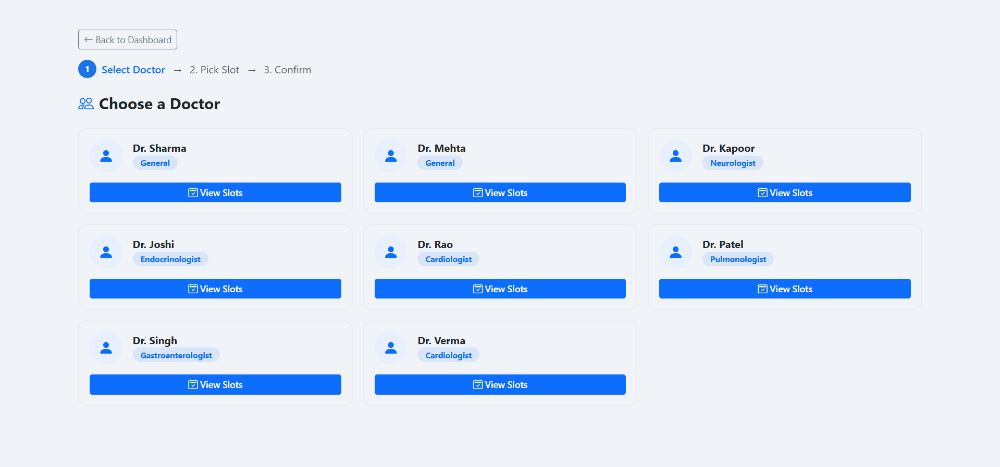 ← Back to Dashboard
1 Select Doctor → 2. Pick Slot → 3. Confirm
Choose a Doctor
Dr. Sharma
General
View Slots
Dr. Mehta
General
View Slots
Dr. Kapoor
Neurologist
View Slots
Dr. Joshi
Endocrinologist
View Slots
Dr. Rao
Cardiologist
View Slots
Dr. Patel
Pulmonologist
View Slots
Dr. Singh
Gastroenterologist
View Slots
Dr. Verma
Cardiologist
View Slots